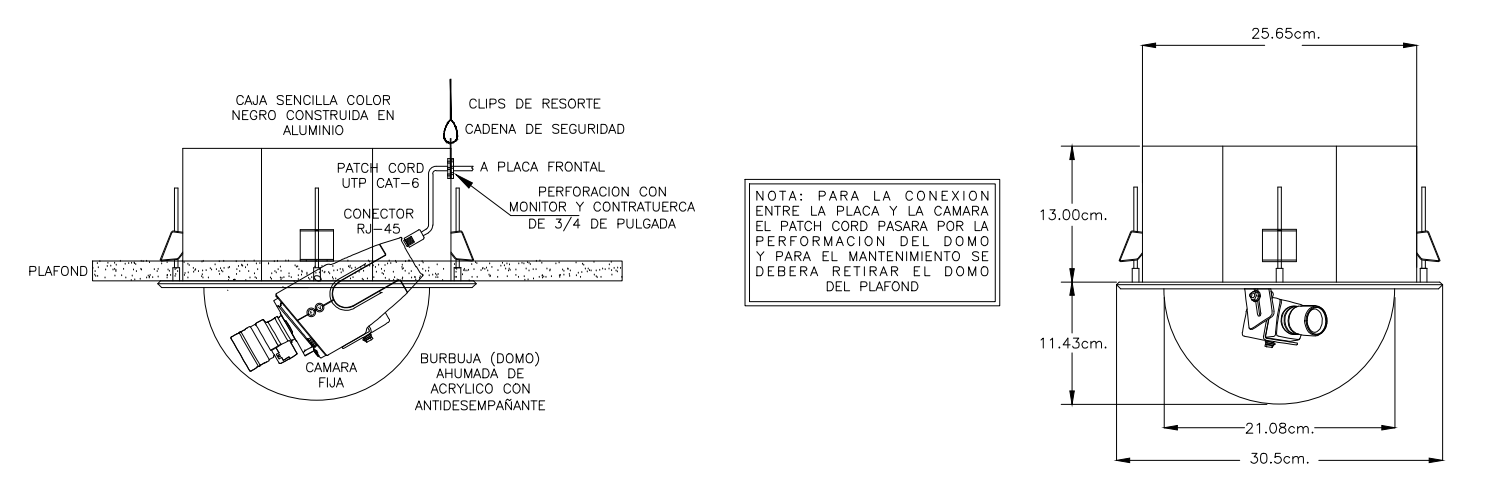 CAJA SENCILLA COLOR
NEGRO CONSTRUIDA EN
ALUMINIO
CLIPS DE RESORTE
CADENA DE SEGURIDAD
PATCH CORD
UTP CAT-6
A PLACA FRONTAL
PERFORACION CON
MONITOR Y CONTRATUERCA
DE 3/4 DE PULGADA
CONECTOR
RJ-45
PLAFOND
CAMARA
FIJA
BURBUJA (DOMO)
AHUMADA DE
ACRYLICO CON
ANTIDESEMPAÑANTE
NOTA: PARA LA CONEXION
ENTRE LA PLACA Y LA CAMARA
EL PATCH CORD PASARA POR LA
PERFORMACION DEL DOMO
Y PARA EL MANTENIMIENTO SE
DEBERA RETIRAR EL DOMO
DEL PLAFOND
25.65cm.
13.00cm.
11.43cm.
21.08cm.
30.5cm.